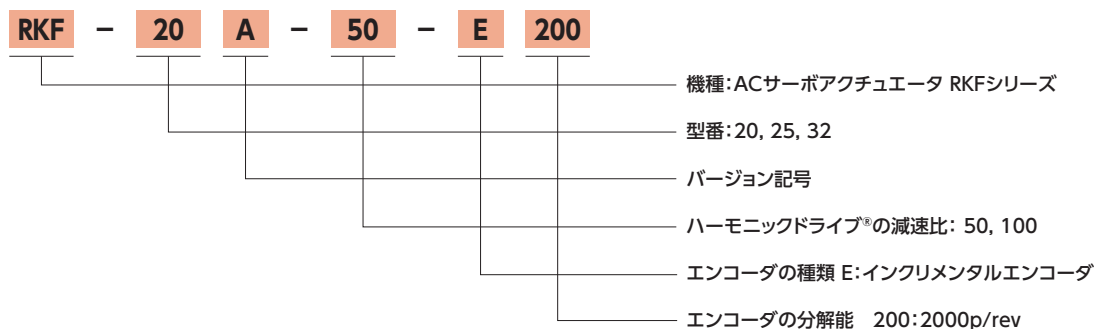 RKF - 20 A - 50 - E 200
機種:ACサーボアクチュエータ RKFシリーズ
型番:20, 25, 32
バージョン記号
ハーモニックドライブ®の減速比: 50, 100
エンコーダの種類 E:インクリメンタルエンコーダ
エンコーダの分解能 200:2000p/rev